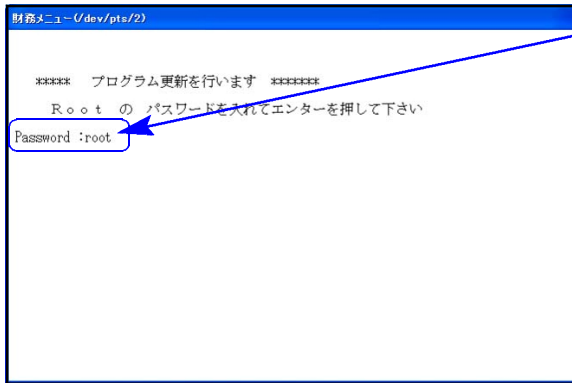 財務メニュー(/dev/pts/2)
***** プログラム更新を行います *******
Ｒｏｏｔ の パスワードを入れてエンターを押して下さい
Password :root